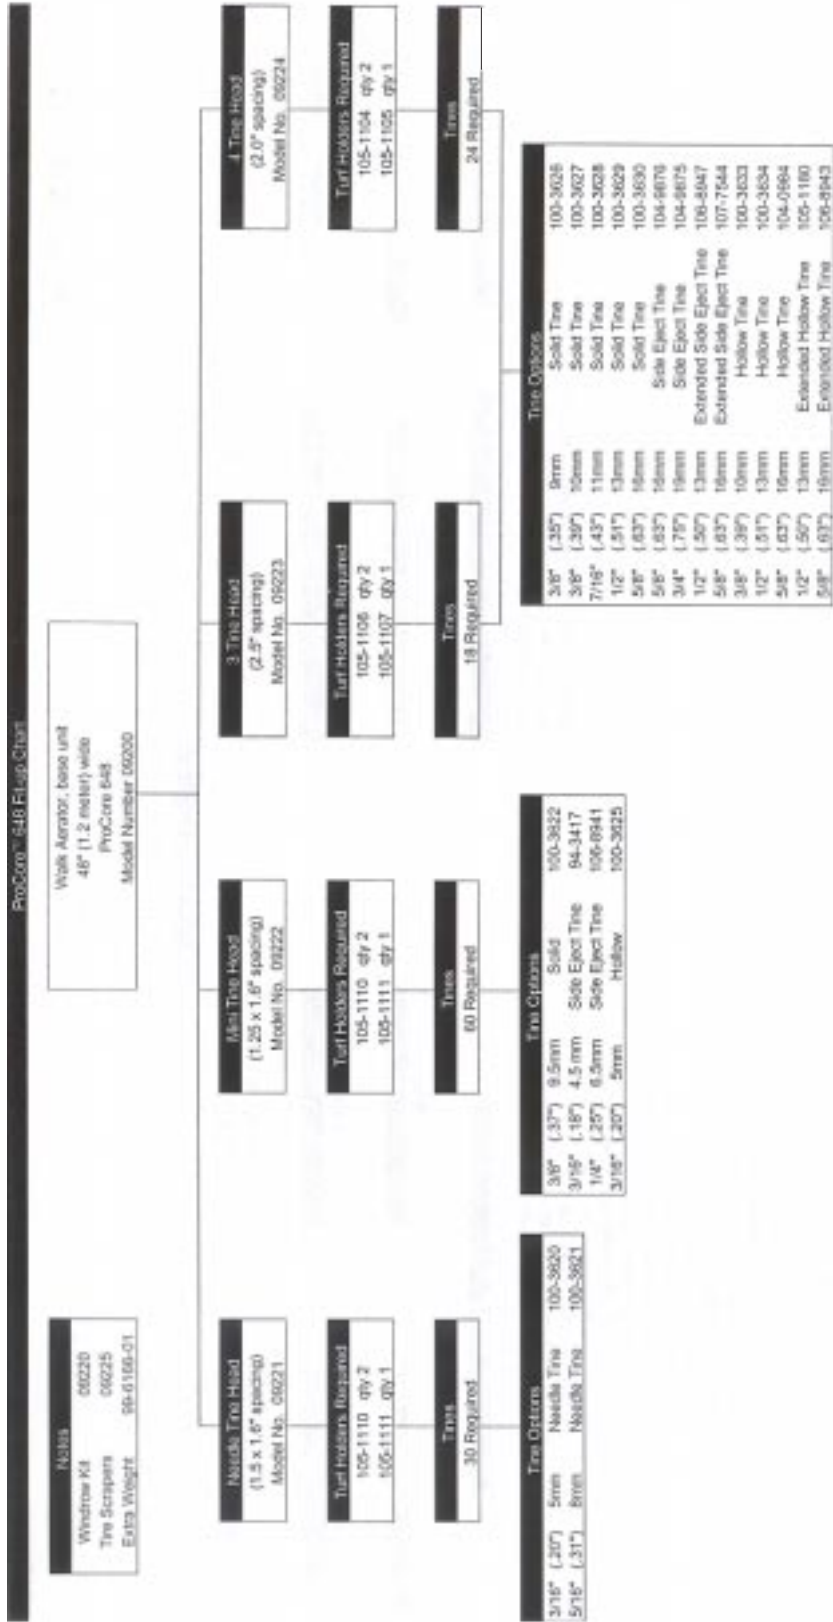 ProCore™ 648 Fit-up Chart
Notes
Windrow Kit 09220
Tire Scrapers 09225
Extra Weight 99-6166-01
Walk Aerator, base unit
48" (1.2 meter) wide
ProCore 648
Model Number 09200
Needle Tine Head
(1.5 x 1.6" spacing)
Model No. 09221
Turf Holders Required
105-1110 qty 2
105-1111 qty 1
Tines
30 Required
Tine Options
3/16" (.20") 5mm Needle Tine 100-3620
5/16" (.31") 8mm Needle Tine 100-3621
Mini Tine Head
(1.25 x 1.6" spacing)
Model No. 09222
Turf Holders Required
105-1110 qty 2
105-1111 qty 1
Tines
60 Required
Tine Options
3/8" (.37") 9.5mm Solid 100-3622
3/16" (.18") 4.5 mm Side Eject Tine 94-3417
1/4" (.25") 6.5mm Side Eject Tine 106-8941
3/16" (.20") 5mm Hollow 100-3625
3 Tine Head
(2.5" spacing)
Model No. 09223
Turf Holders Required
105-1106 qty 2
105-1107 qty 1
Tines
18 Required
4 Tine Head
(2.0" spacing)
Model No. 09224
Turf Holders Required
105-1104 qty 2
105-1105 qty 1
Tines
24 Required
Tine Options
3/8" (.35") 9mm Solid Tine 100-3626
3/8" (.39") 10mm Solid Tine 100-3627
7/16" (.43") 11mm Solid Tine 100-3628
1/2" (.51") 13mm Solid Tine 100-3629
5/8" (.63") 16mm Solid Tine 100-3630
5/8" (.63") 16mm Side Eject Tine 104-9676
3/4" (.75") 19mm Side Eject Tine 104-9675
1/2" (.50") 13mm Extended Side Eject Tine 106-8947
5/8" (.63") 16mm Extended Side Eject Tine 107-7544
3/8" (.39") 10mm Hollow Tine 100-3633
1/2" (.51") 13mm Hollow Tine 100-3634
5/8" (.63") 16mm Hollow Tine 104-0984
1/2" (.50") 13mm Extended Hollow Tine 105-1180
5/8" (.63") 16mm Extended Hollow Tine 106-8943